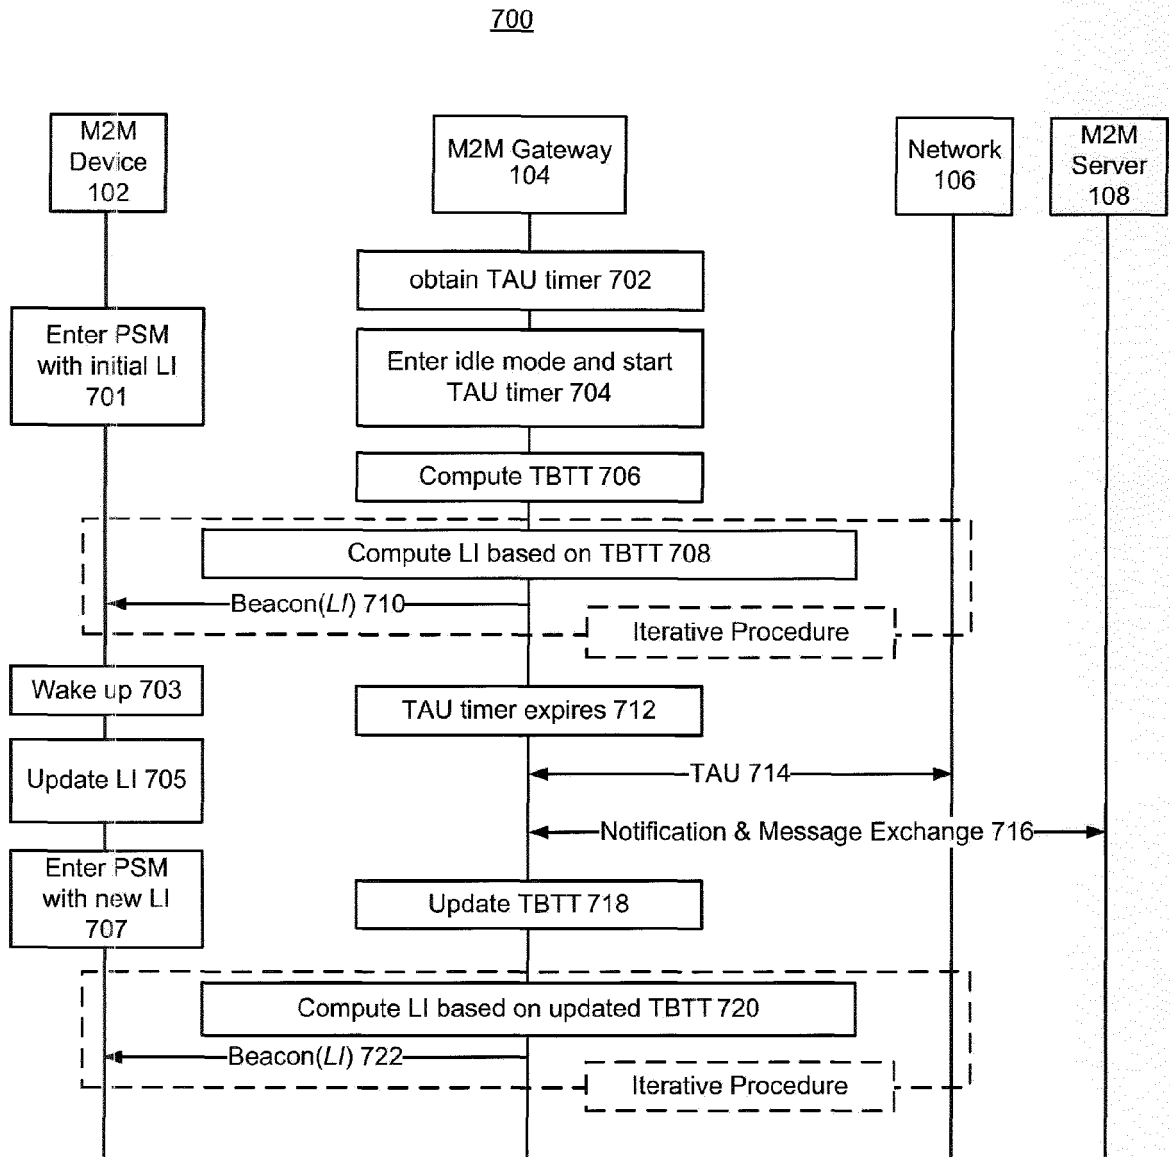 700
M2M
Device
102
M2M Gateway
104
Network
106
M2M
Server
108
obtain TAU timer 702
Enter PSM
with initial LI
701
Enter idle mode and start
TAU timer 704
Compute TBTT 706
Compute LI based on TBTT 708
Beacon(LI) 710
Iterative Procedure
Wake up 703
TAU timer expires 712
Update LI 705
TAU 714
Notification & Message Exchange 716
Enter PSM
with new LI
707
Update TBTT 718
Compute LI based on updated TBTT 720
Beacon(LI) 722
Iterative Procedure